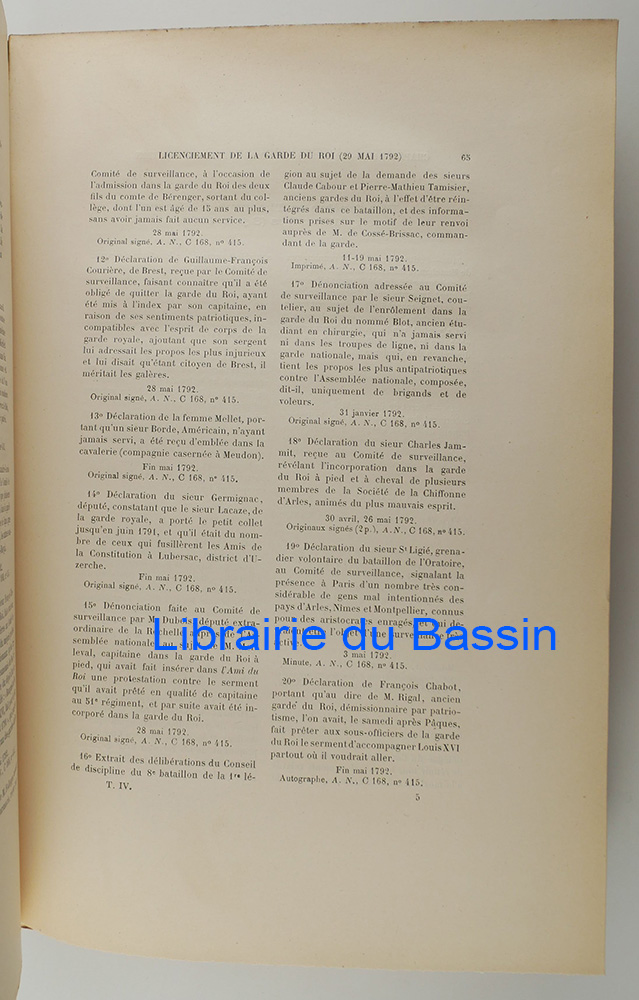 LICENCIEMENT DE LA GARDE DU ROI (29 MAI 1792) 65
Comité de surveillance, à l'occasion de
l'admission dans la garde du Roi des deux
fils du comte de Bérenger, sortant du col-
lège, dont l'un est âgé de 15 ans au plus,
sans avoir jamais fait aucun service.
28 mai 1792.
Original signé, A. N., C 168, nº 415.
12º Déclaration de Guillaume-François
Courière, de Brest, reçue par le Comité de
surveillance, faisant connaître qu'il a été
obligé de quitter la garde du Roi, ayant
été mis à l'index par son capitaine, en
raison de ses sentiments patriotiques, in-
compatibles avec l'esprit de corps de la
garde royale, ajoutant que son sergent
lui adressait les propos les plus injurieux
et lui disait qu'étant citoyen de Brest, il
méritait les galères.
28 mai 1792.
Original signé, A. N., C 168, nº 415.
13º Déclaration de la femme Mellet, por-
tant qu'un sieur Borde, Américain, n'ayant
jamais servi, a été reçu d'emblée dans la
cavalerie (compagnie casernée à Meudon).
Fin mai 1792.
Original signé, A. N., C 168, nº 415.
14º Déclaration du sieur Germignac,
député, constatant que le sieur Lacaze, de
la garde royale, a porté le petit collet
jusqu'en juin 1791, et qu'il était du nom-
bre de ceux qui fusillèrent les Amis de
la Constitution à Lubersac, district d'U-
zerche.
Fin mai 1792.
Original signé, A. N., C 168, nº 415.
15º Dénonciation faite au Comité de
surveillance par M. Dubois, député extra-
ordinaire de la Rochelle auprès de l'As-
semblée nationale, au sujet de M.
leval, capitaine dans la garde du Roi à
pied, qui avait fait insérer dans l'Ami du
Roi une protestation contre le serment
qu'il avait prêté en qualité de capitaine
au 51e régiment, et par suite avait été in-
corporé dans la garde du Roi.
28 mai 1792.
Original signé, A. N., C 168, nº 415.
16º Extrait des délibérations du Conseil
de discipline du 8e bataillon de la 1re lé-
T. IV.
gion au sujet de la demande des sieurs
Claude Cabour et Pierre-Mathieu Tamisier,
anciens gardes du Roi, à l'effet d'être réin-
tégrés dans ce bataillon, et des informa-
tions prises sur le motif de leur renvoi
auprès de M. de Cossé-Brissac, comman-
dant de la garde.
11-19 mai 1792.
Imprimé, A. N., C 168, nº 415.
17º Dénonciation adressée au Comité
de surveillance par le sieur Seignet, cou-
telier, au sujet de l'enrôlement dans la
garde du Roi du nommé Blot, ancien étu-
diant en chirurgie, qui n'a jamais servi
ni dans les troupes de ligne, ni dans la
garde nationale, mais qui, en revanche,
tient les propos les plus antipatriotiques
contre l'Assemblée nationale, composée,
dit-il, uniquement de brigands et de
voleurs.
31 janvier 1792.
Original signé, A. N., C 168, nº 415.
18º Déclaration du sieur Charles Jam-
mit, reçue au Comité de surveillance,
révélant l'incorporation dans la garde
du Roi à pied et à cheval de plusieurs
membres de la Société de la Chiffonne
d'Arles, animés du plus mauvais esprit.
30 avril, 26 mai 1792.
Originaux signés (2 p.), A. N., C 168, nº 415.
19º Déclaration du sieur St Ligié, grena-
dier volontaire du bataillon de l'Oratoire,
au Comité de surveillance, signalant la
présence à Paris d'un nombre très con-
sidérable de gens mal intentionnés des
pays d'Arles, Nîmes et Montpellier, connus
pour des aristocrates enragés et qui de-
l'objet d'une surveillance
active.
3 mai 1792.
Minute, A. N., C 168, nº 415.
20º Déclaration de François Chabot,
portant qu'au dire de M. Rigal, ancien
garde du Roi, démissionnaire par patrio-
tisme, l'on avait, le samedi après Pâques,
fait prêter aux sous-officiers de la garde
du Roi le serment d'accompagner Louis XVI
partout où il voudrait aller.
Fin mai 1792.
Autographe, A. N., C 168, nº 415.
5
Librairie du Bassin